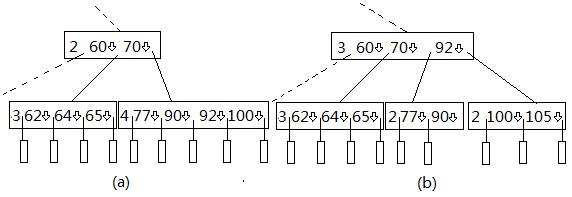 2 60⇩ 70⇩
3 60⇩ 70⇩ 92⇩
3 62⇩ 64⇩ 65⇩ 4 77⇩ 90⇩ 92⇩ 100⇩
3 62⇩ 64⇩ 65⇩ 2 77⇩ 90⇩ 2 100⇩ 105⇩
(a)
(b)